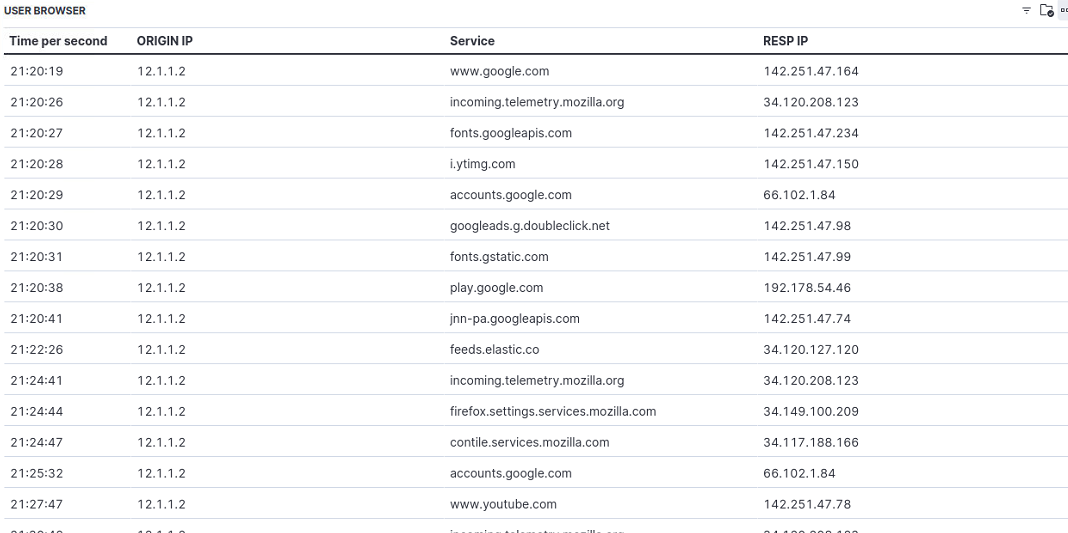 USER BROWSER
Time per second ORIGIN IP Service RESP IP
21:20:19 12.1.1.2 www.google.com 142.251.47.164
21:20:26 12.1.1.2 incoming.telemetry.mozilla.org 34.120.208.123
21:20:27 12.1.1.2 fonts.googleapis.com 142.251.47.234
21:20:28 12.1.1.2 i.ytimg.com 142.251.47.150
21:20:29 12.1.1.2 accounts.google.com 66.102.1.84
21:20:30 12.1.1.2 googleads.g.doubleclick.net 142.251.47.98
21:20:31 12.1.1.2 fonts.gstatic.com 142.251.47.99
21:20:38 12.1.1.2 play.google.com 192.178.54.46
21:20:41 12.1.1.2 jnn-pa.googleapis.com 142.251.47.74
21:22:26 12.1.1.2 feeds.elastic.co 34.120.127.120
21:24:41 12.1.1.2 incoming.telemetry.mozilla.org 34.120.208.123
21:24:44 12.1.1.2 firefox.settings.services.mozilla.com 34.149.100.209
21:24:47 12.1.1.2 contile.services.mozilla.com 34.117.188.166
21:25:32 12.1.1.2 accounts.google.com 66.102.1.84
21:27:47 12.1.1.2 www.youtube.com 142.251.47.78